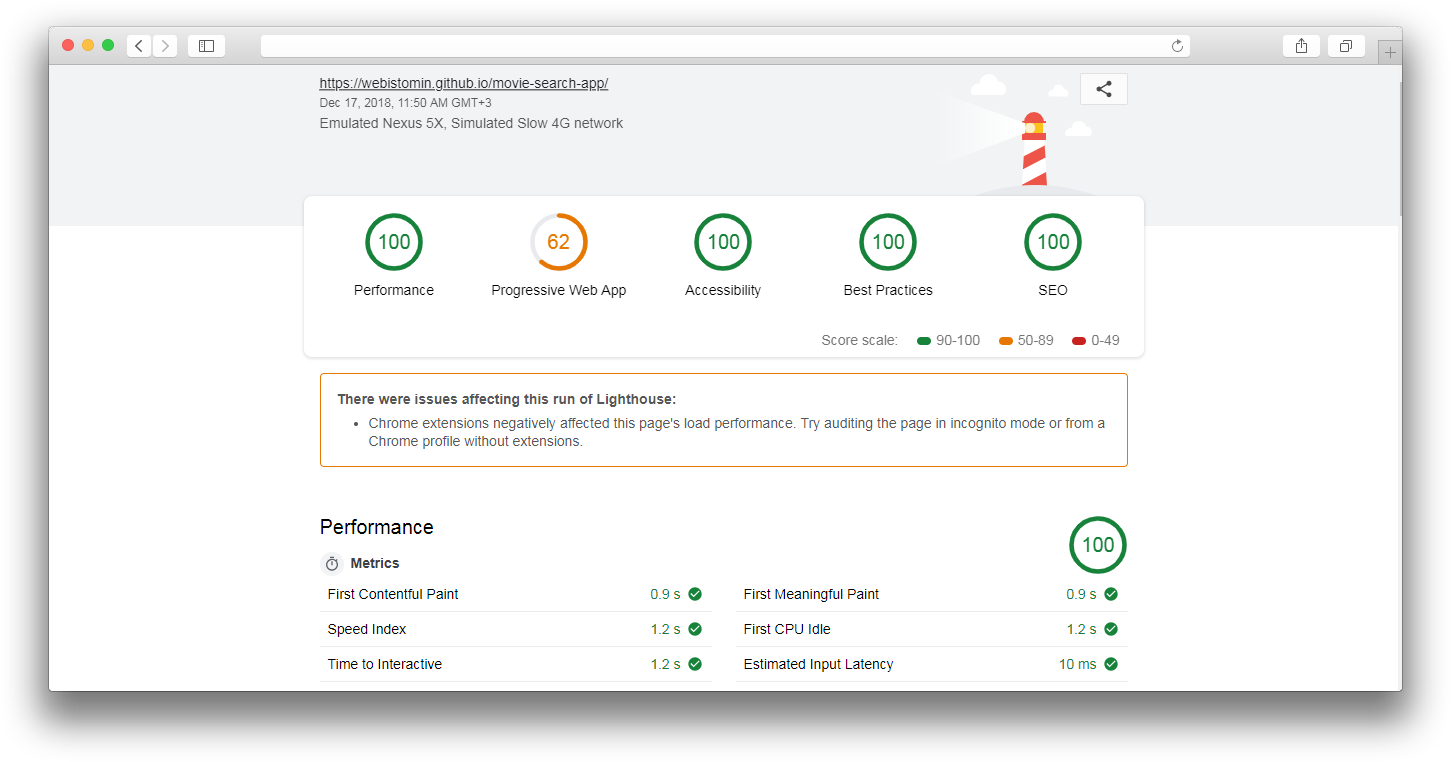 https://webistomin.github.io/movie-search-app/
Dec 17, 2018, 11:50 AM GMT+3
Emulated Nexus 5X, Simulated Slow 4G network
100 62 100 100 100
Performance Progressive Web App Accessibility Best Practices SEO
Score scale: 90-100 50-89 0-49
There were issues affecting this run of Lighthouse:
• Chrome extensions negatively affected this page's load performance. Try auditing the page in incognito mode or from a
Chrome profile without extensions.
Performance
100
Metrics
First Contentful Paint 0.9 s First Meaningful Paint 0.9 s
Speed Index 1.2 s First CPU Idle 1.2 s
Time to Interactive 1.2 s Estimated Input Latency 10 ms